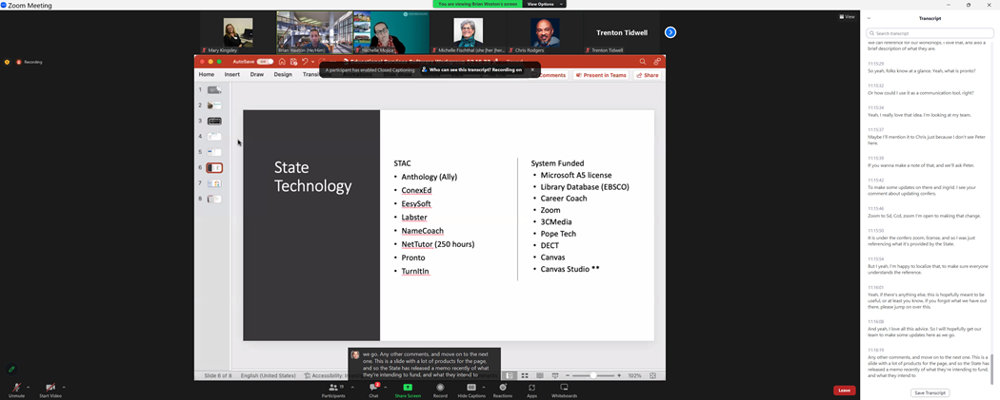 Zoom Meeting
You are viewing Brian Weston's screen
View Options
View
Recording
Mary Kingsley
Brian Weston (He/Him)
Michelle Fischthal (she |her |her...
Chris Rodgers
Trenton Tidwell
Trenton Tidwell
AutoSave
Home
Insert
Draw
Design
A participant has enabled Closed Captioning
Who can see this transcript? Recording on
Comments
Present in Teams
Share
1
2
3
4
5
6
7
8
State
Technology
STAC
• Anthology (Ally)
• ConexEd
• EesySoft
• Labster
• NameCoach
• NetTutor (250 hours)
• Pronto
• TurnItIn
System Funded
• Microsoft A5 license
• Library Database (EBSCO)
• Career Coach
• Zoom
• 3CMedia
• Pope Tech
• DECT
• Canvas
• Canvas Studio **
we go. Any other comments, and move on to the next
one. This is a slide with a lot of products for the page,
and so the State has released a memo recently of what
they're intending to fund, and what they intend to
Slide 6 of 8
English (United States)
102%
Unmute
Start Video
Participants
19
Chat
Share Screen
Record
Hide Captions
Reactions
Apps
Whiteboards
Leave
Transcript
Search transcript
we can reference for our workgroups. I love that, and also a
brief description of what they are.
11:15:29
So yeah, folks know at a glance. Yeah, what is pronto?
11:15:32
Or how could I use it as a communication tool, right?
11:15:34
Yeah, I really love that idea. I'm looking at my team.
11:15:37
Maybe I'll mention it to Chris just because I don't see Peter
here.
11:15:39
If you wanna make a note of that, and we'll ask Peter.
11:15:42
To make some updates on there and ingrid, I see your
comment about updating confers.
11:15:46
Zoom to Sd, Ccd, zoom I'm open to making that change.
11:15:50
It is under the confers zoom, license, and so I was just
referencing what it's provided by the State.
11:15:54
But I yeah, I'm happy to localize that, to make sure everyone
understands the reference.
11:16:01
Yeah, if there's anything else, this is hopefully meant to be
useful, or at least you know, if you forgot what we have out
there, please jump on over this.
11:16:08
And yeah, I love all this advice. So I will hopefully get our
team to make some updates here as we go.
11:16:19
Any other comments, and move on to the next one. This is a
slide with a lot of products for the page, and so the State has
released a memo recently of what they're intending to fund,
and what they intend to
Save Transcript